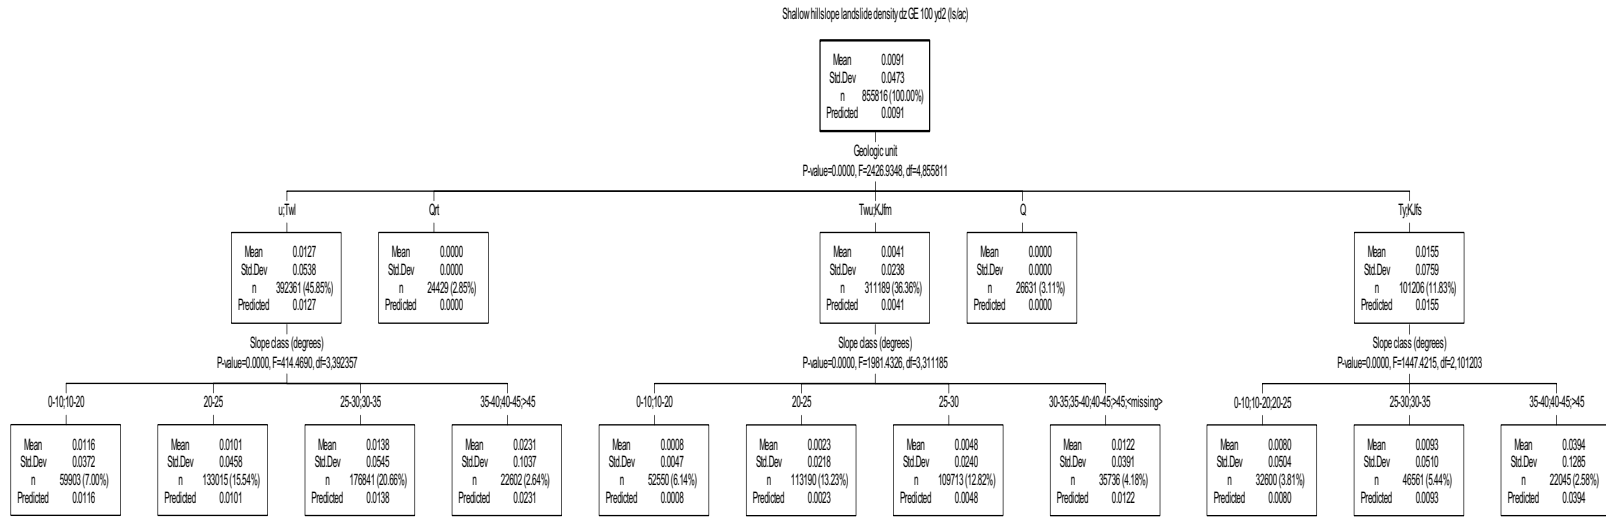 Shallow hillslope landslide density dz GE 100 yd2 (ls/ac)
Mean 0.0091
Std.Dev 0.0473
n 855816 (100.00%)
Predicted 0.0091
Geologic unit
P-value=0.0000, F=2426.9348, df=4,855811
u;Twl
Qrt
Twu;KJfm
Q
Ty;KJfs
Mean 0.0127
Std.Dev 0.0538
n 392361 (45.85%)
Predicted 0.0127
Mean 0.0000
Std.Dev 0.0000
n 24429 (2.85%)
Predicted 0.0000
Mean 0.0041
Std.Dev 0.0238
n 311189 (36.36%)
Predicted 0.0041
Mean 0.0000
Std.Dev 0.0000
n 26631 (3.11%)
Predicted 0.0000
Mean 0.0155
Std.Dev 0.0759
n 101206 (11.83%)
Predicted 0.0155
Slope class (degrees)
P-value=0.0000, F=414.4690, df=3,392357
Slope class (degrees)
P-value=0.0000, F=1981.4326, df=3,311185
Slope class (degrees)
P-value=0.0000, F=1447.4215, df=2,101203
0-10;10-20
20-25
25-30;30-35
35-40;40-45;>45
0-10;10-20
20-25
25-30
30-35;35-40;40-45;>45;<missing>
0-10;10-20;20-25
25-30;30-35
35-40;40-45;>45
Mean 0.0116
Std.Dev 0.0372
n 59903 (7.00%)
Predicted 0.0116
Mean 0.0101
Std.Dev 0.0458
n 133015 (15.54%)
Predicted 0.0101
Mean 0.0138
Std.Dev 0.0545
n 176841 (20.66%)
Predicted 0.0138
Mean 0.0231
Std.Dev 0.1037
n 22602 (2.64%)
Predicted 0.0231
Mean 0.0008
Std.Dev 0.0047
n 52550 (6.14%)
Predicted 0.0008
Mean 0.0023
Std.Dev 0.0218
n 113190 (13.23%)
Predicted 0.0023
Mean 0.0048
Std.Dev 0.0240
n 109713 (12.82%)
Predicted 0.0048
Mean 0.0122
Std.Dev 0.0391
n 35736 (4.18%)
Predicted 0.0122
Mean 0.0080
Std.Dev 0.0504
n 32600 (3.81%)
Predicted 0.0080
Mean 0.0093
Std.Dev 0.0510
n 46561 (5.44%)
Predicted 0.0093
Mean 0.0394
Std.Dev 0.1285
n 22045 (2.58%)
Predicted 0.0394